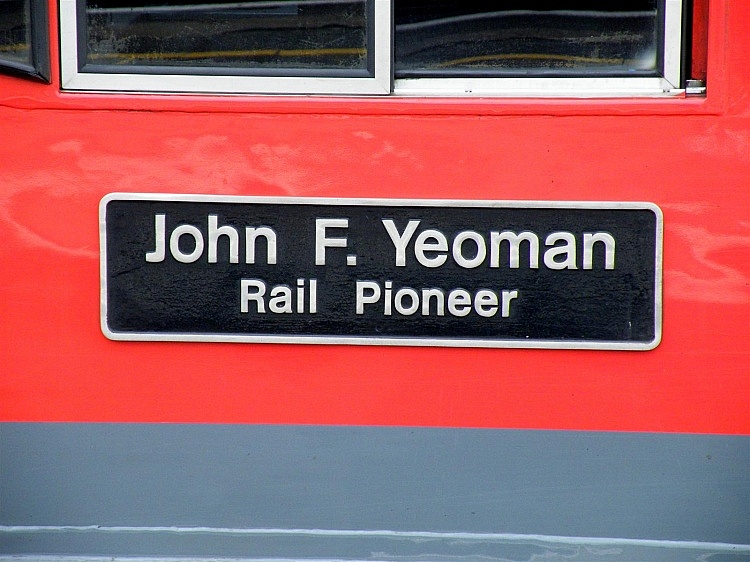 John F. Yeoman
Rail Pioneer